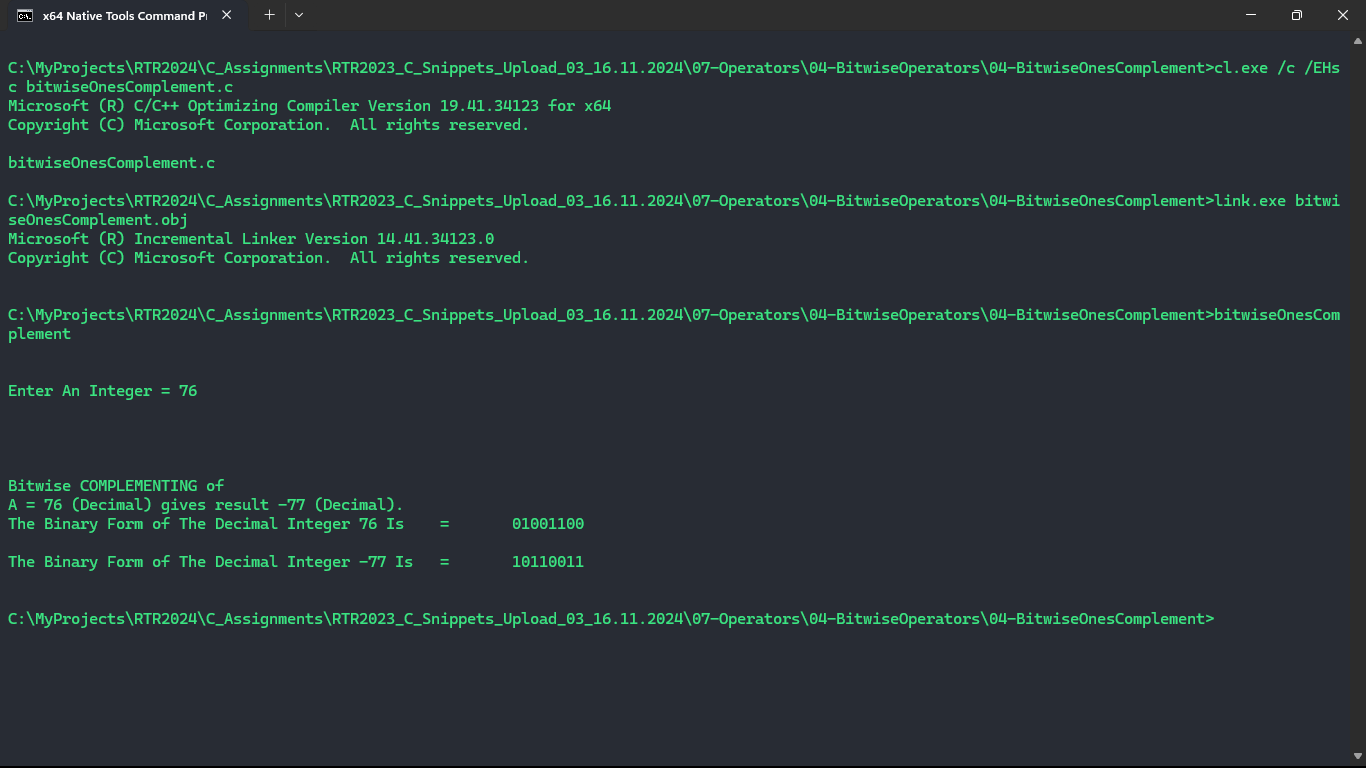 x64 Native Tools Command Pr
C:\MyProjects\RTR2024\C_Assignments\RTR2023_C_Snippets_Upload_03_16.11.2024\07-Operators\04-BitwiseOperators\04-BitwiseOnesComplement>cl.exe /c /EHs
c bitwiseOnesComplement.c
Microsoft (R) C/C++ Optimizing Compiler Version 19.41.34123 for x64
Copyright (C) Microsoft Corporation.  All rights reserved.
bitwiseOnesComplement.c
C:\MyProjects\RTR2024\C_Assignments\RTR2023_C_Snippets_Upload_03_16.11.2024\07-Operators\04-BitwiseOperators\04-BitwiseOnesComplement>link.exe bitwi
seOnesComplement.obj
Microsoft (R) Incremental Linker Version 14.41.34123.0
Copyright (C) Microsoft Corporation.  All rights reserved.
C:\MyProjects\RTR2024\C_Assignments\RTR2023_C_Snippets_Upload_03_16.11.2024\07-Operators\04-BitwiseOperators\04-BitwiseOnesComplement>bitwiseOnesCom
plement
Enter An Integer = 76
Bitwise COMPLEMENTING of
A = 76 (Decimal) gives result -77 (Decimal).
The Binary Form of The Decimal Integer 76 Is    =       01001100
The Binary Form of The Decimal Integer -77 Is   =       10110011
C:\MyProjects\RTR2024\C_Assignments\RTR2023_C_Snippets_Upload_03_16.11.2024\07-Operators\04-BitwiseOperators\04-BitwiseOnesComplement>